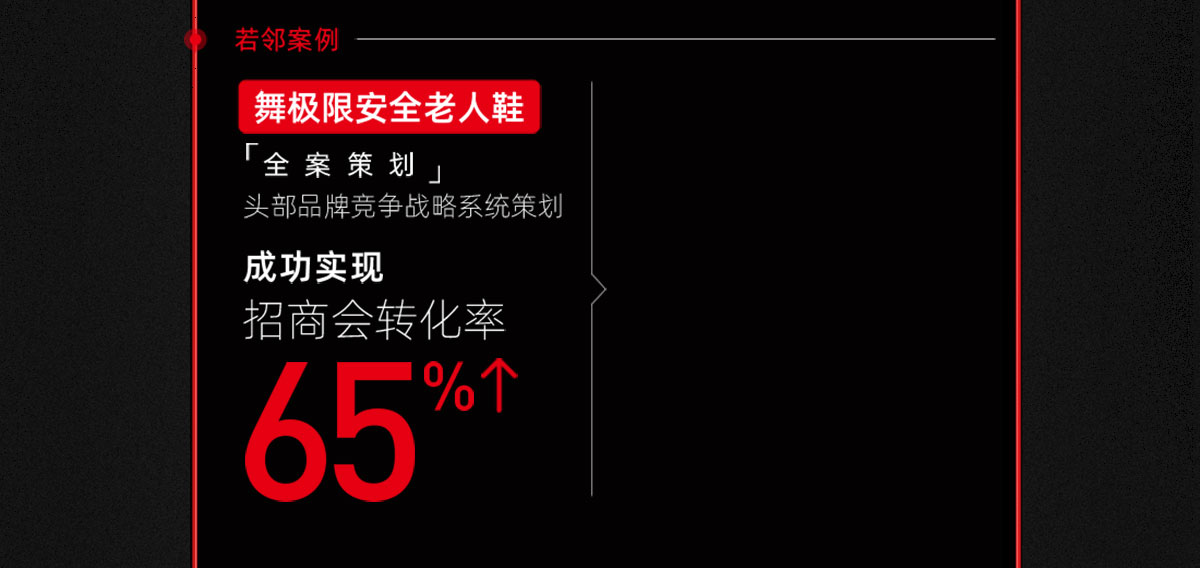 若邻案例
舞极限安全老人鞋
「全案策划」
头部品牌竞争战略系统策划
成功实现
招商会转化率
65%↑